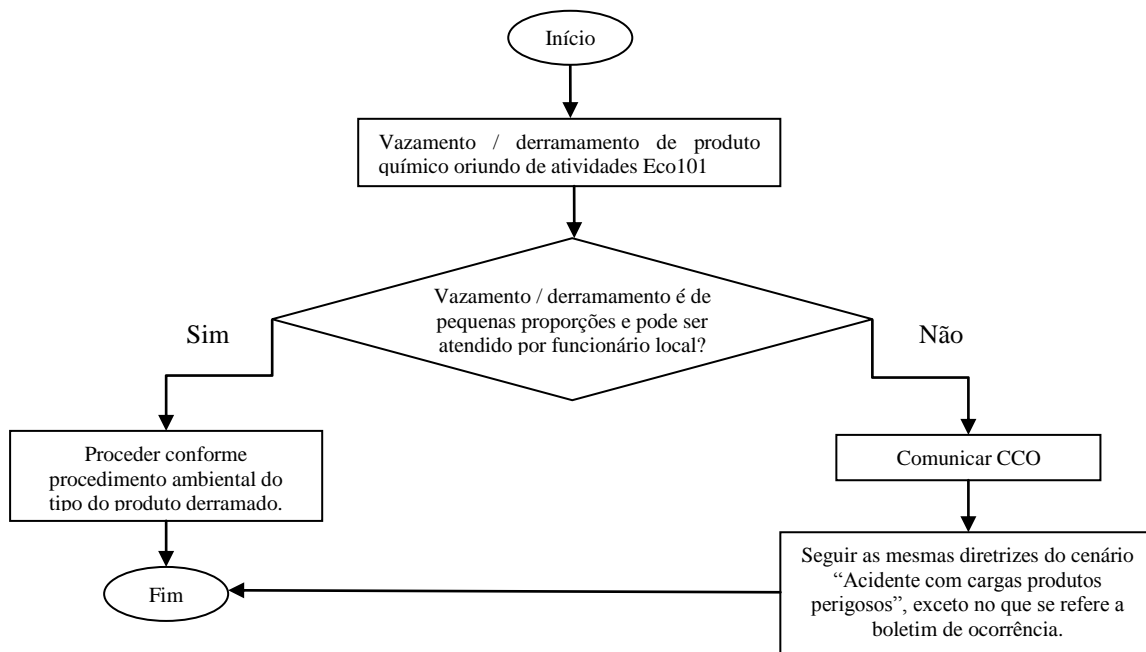 Início
Vazamento / derramamento de produto
químico oriundo de atividades Eco101
Vazamento / derramamento é de
pequenas proporções e pode ser
atendido por funcionário local?
Sim
Não
Proceder conforme
procedimento ambiental do
tipo do produto derramado.
Comunicar CCO
Seguir as mesmas diretrizes do cenário
“Acidente com cargas produtos
perigosos”, exceto no que se refere a
boletim de ocorrência.
Fim